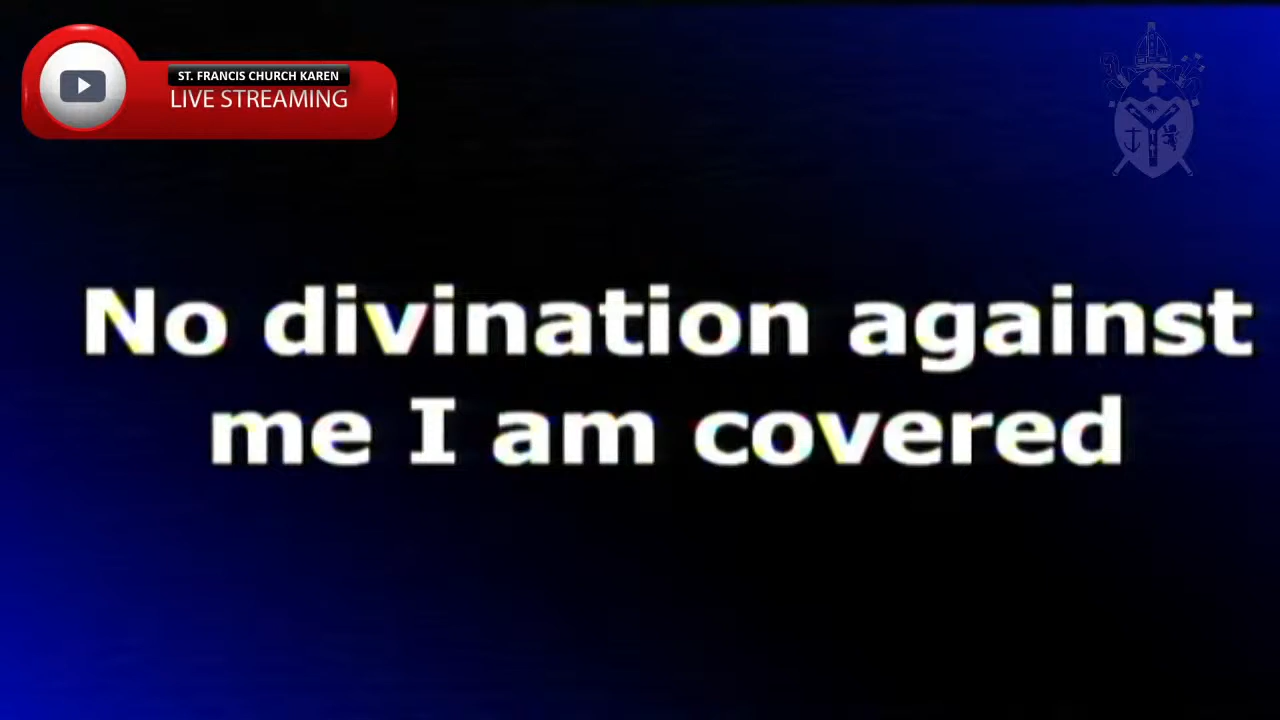 ST. FRANCIS CHURCH KAREN
LIVE STREAMING
No divination against
me I am covered